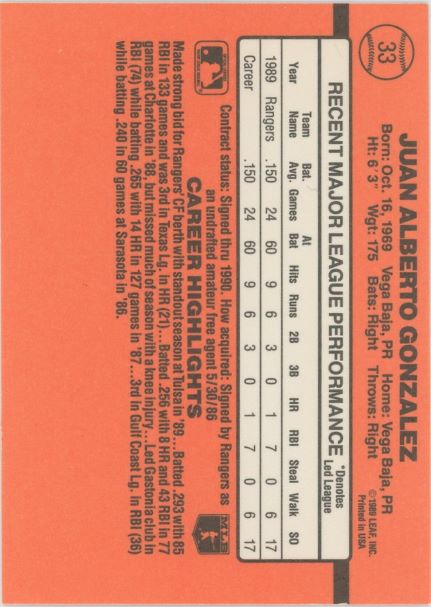 33
JUAN ALBERTO GONZALEZ
Born: Oct. 16, 1969 Vega Baja, PR Home: Vega Baja, PR
Ht: 6' 3" Wgt: 175 Bats: Right Throws: Right
©1989 LEAF, INC.
Printed in USA
RECENT MAJOR LEAGUE PERFORMANCE *Denotes Led League
Year Team Name Bat. Avg. Games At Bat Hits Runs 2B 3B HR RBI Steal Walk SO
1989 Rangers .150 24 60 9 6 3 0 1 7 0 6 17
Career .150 24 60 9 6 3 0 1 7 0 6 17
Contract status: Signed thru 1990. How acquired: Signed by Rangers as
an undrafted amateur free agent 5/30/86
MLB
CAREER HIGHLIGHTS
Made strong bid for Rangers' CF berth with standout season at Tulsa in '89...Batted .293 with 85
RBI in 133 games and was 3rd in Texas Lg. in HR (21)...Batted .256 with 8 HR and 43 RBI in 77
games at Charlotte in '88, but missed much of season with a knee injury...Led Gastonia club in
RBI (74) while batting .265 with 14 HR in 127 games in '87...3rd in Gulf Coast Lg. in RBI (36)
while batting .240 in 60 games at Sarasota in '86.